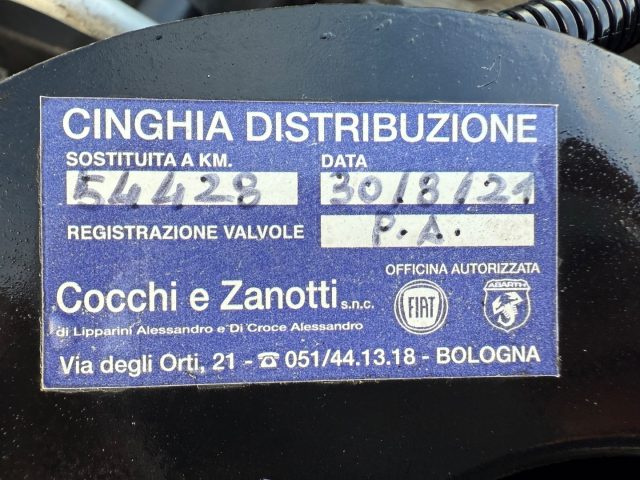 CINGHIA DISTRIBUZIONE
SOSTITUITA A KM. DATA
54428 30/8/21
REGISTRAZIONE VALVOLE P.A.
OFFICINA AUTORIZZATA
Cocchi e Zanotti s.n.c. FIAT ABARTH
di Lipparini Alessandro e Di Croce Alessandro
Via degli Orti, 21 - ☎ 051/44.13.18 - BOLOGNA